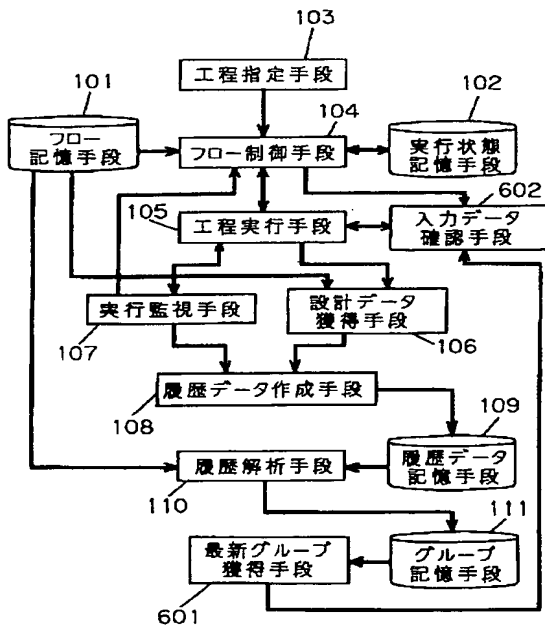 103
工程指定手段
101
フロー
記憶手段
104
フロー制御手段
102
実行状態
記憶手段
602
入力データ
確認手段
105
工程実行手段
実行監視手段
107
設計データ
獲得手段
106
履歴データ作成手段
108
109
履歴データ
記憶手段
履歴解析手段
110
111
グループ
記憶手段
最新グループ
獲得手段
601